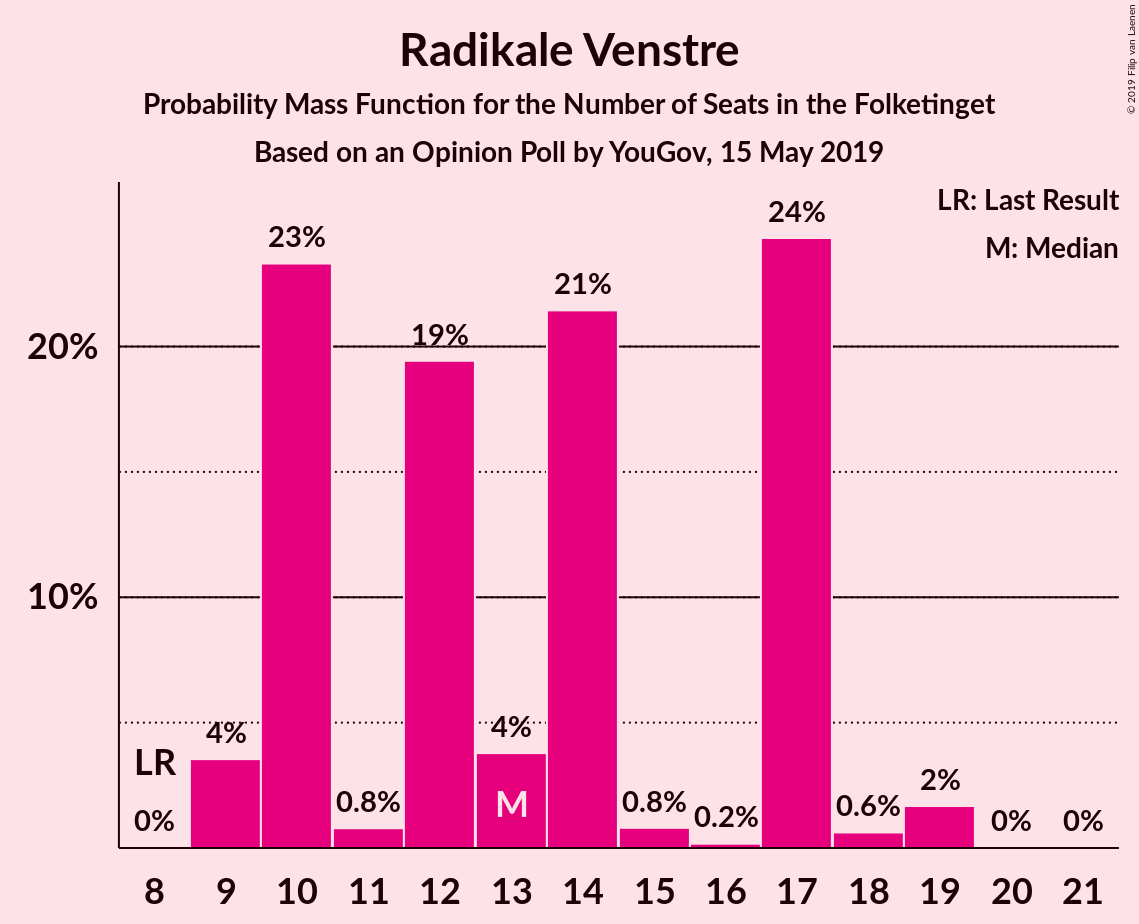 Radikale Venstre
Probability Mass Function for the Number of Seats in the Folketinget
Based on an Opinion Poll by YouGov, 15 May 2019
© 2019 Filip van Laenen
LR: Last Result
M: Median
20%
10%
LR
0%
4%
23%
0.8%
19%
4%
M
21%
0.8%
0.2%
24%
0.6%
2%
0%
0%
8 9 10 11 12 13 14 15 16 17 18 19 20 21